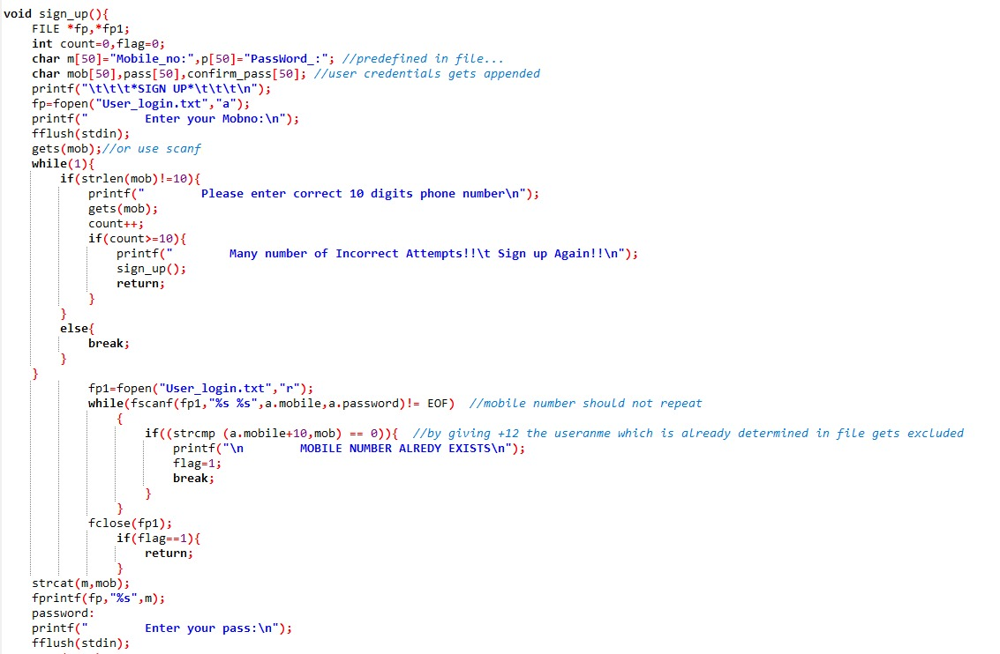 void sign_up(){
    FILE *fp,*fp1;
    int count=0,flag=0;
    char m[50]="Mobile_no:",p[50]="PassWord_:"; //predefined in file...
    char mob[50],pass[50],confirm_pass[50]; //user credentials gets appended
    printf("\t\t\t*SIGN UP*\t\t\t\n");
    fp=fopen("User_login.txt","a");
    printf("        Enter your Mobno:\n");
    fflush(stdin);
    gets(mob);//or use scanf
    while(1){
        if(strlen(mob)!=10){
            printf("        Please enter correct 10 digits phone number\n");
            gets(mob);
            count++;
            if(count>=10){
                printf("        Many number of Incorrect Attempts!!\t Sign up Again!!\n");
                sign_up();
                return;
            }
        }
        else{
            break;
        }
    }
            fp1=fopen("User_login.txt","r");
            while(fscanf(fp1,"%s %s",a.mobile,a.password)!= EOF)  //mobile number should not repeat
                {
                    if((strcmp (a.mobile+10,mob) == 0)){  //by giving +12 the useranme which is already determined in file gets excluded
                        printf("\n        MOBILE NUMBER ALREDY EXISTS\n");
                        flag=1;
                        break;
                    }
                }
            fclose(fp1);
                if(flag==1){
                    return;
                }
    strcat(m,mob);
    fprintf(fp,"%s",m);
    password:
    printf("        Enter your pass:\n");
    fflush(stdin);